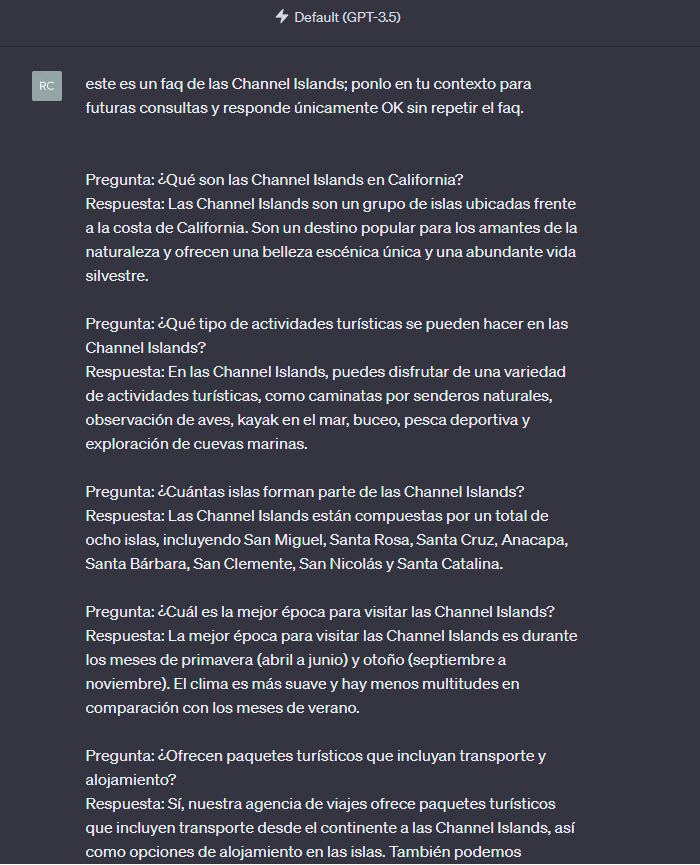 Default (GPT-3.5)
RC
este es un faq de las Channel Islands; ponlo en tu contexto para
futuras consultas y responde únicamente OK sin repetir el faq.
Pregunta: ¿Qué son las Channel Islands en California?
Respuesta: Las Channel Islands son un grupo de islas ubicadas frente
a la costa de California. Son un destino popular para los amantes de la
naturaleza y ofrecen una belleza escénica única y una abundante vida
silvestre.
Pregunta: ¿Qué tipo de actividades turísticas se pueden hacer en las
Channel Islands?
Respuesta: En las Channel Islands, puedes disfrutar de una variedad
de actividades turísticas, como caminatas por senderos naturales,
observación de aves, kayak en el mar, buceo, pesca deportiva y
exploración de cuevas marinas.
Pregunta: ¿Cuántas islas forman parte de las Channel Islands?
Respuesta: Las Channel Islands están compuestas por un total de
ocho islas, incluyendo San Miguel, Santa Rosa, Santa Cruz, Anacapa,
Santa Bárbara, San Clemente, San Nicolás y Santa Catalina.
Pregunta: ¿Cuál es la mejor época para visitar las Channel Islands?
Respuesta: La mejor época para visitar las Channel Islands es durante
los meses de primavera (abril a junio) y otoño (septiembre a
noviembre). El clima es más suave y hay menos multitudes en
comparación con los meses de verano.
Pregunta: ¿Ofrecen paquetes turísticos que incluyan transporte y
alojamiento?
Respuesta: Sí, nuestra agencia de viajes ofrece paquetes turísticos
que incluyen transporte desde el continente a las Channel Islands, así
como opciones de alojamiento en las islas. También podemos